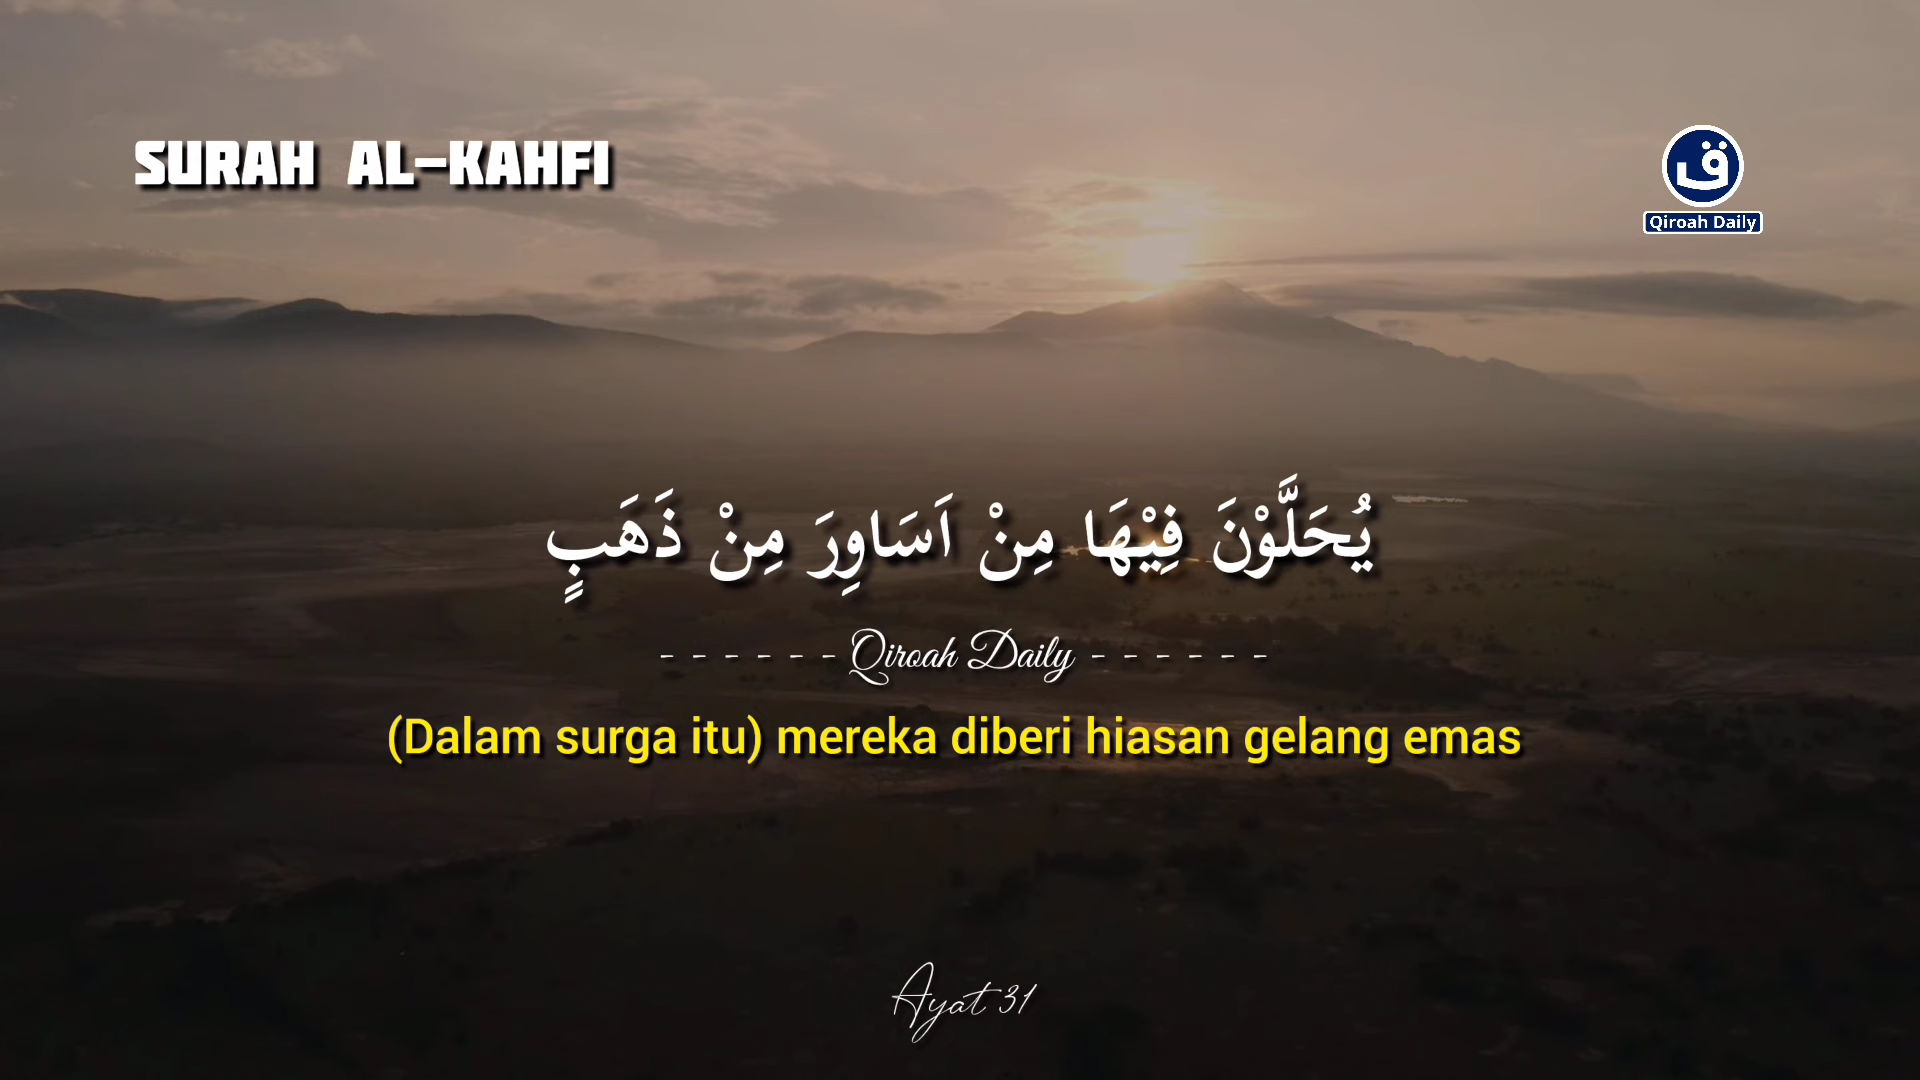 SURAH AL-KAHFI
ق
Qiroah Daily
يُحَلَّوْنَ فِيْهَا مِنْ اَسَاوِرَ مِنْ ذَهَبٍ
- - - - - - Qiroah Daily - - - - - -
(Dalam surga itu) mereka diberi hiasan gelang emas
Ayat 31